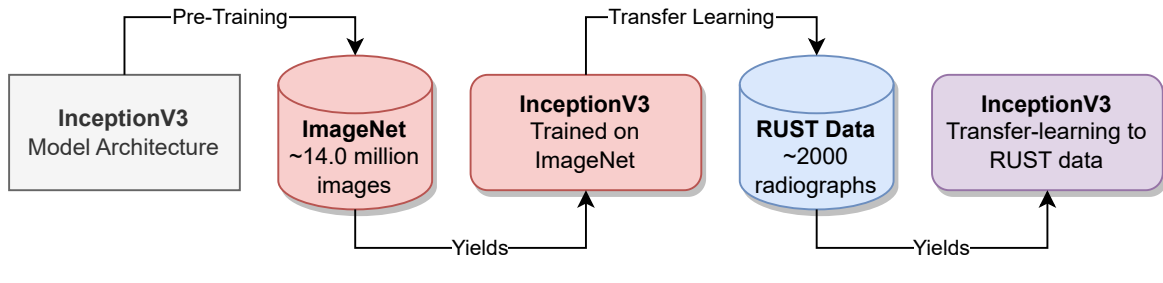 Pre-Training
Transfer Learning
InceptionV3
Model Architecture
ImageNet
~14.0 million
images
InceptionV3
Trained on
ImageNet
RUST Data
~2000
radiographs
InceptionV3
Transfer-learning to
RUST data
Yields
Yields